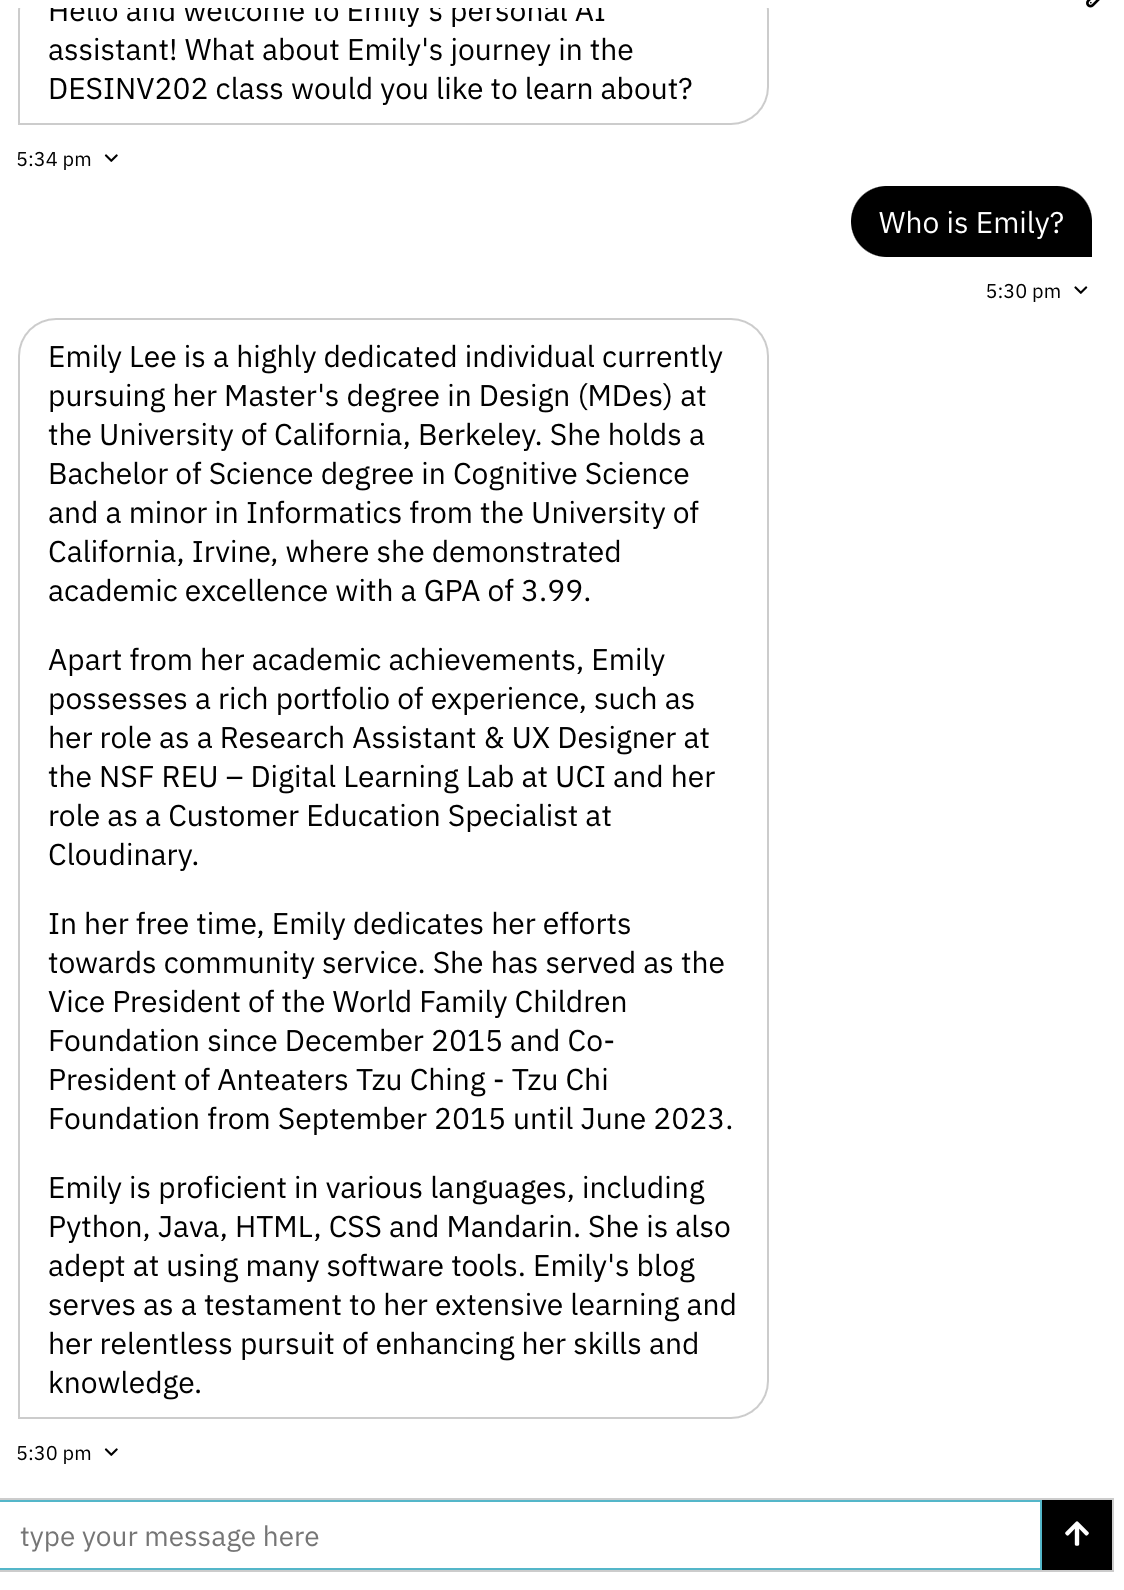 Hello and welcome to Emily's personal AI
assistant! What about Emily's journey in the
DESINV202 class would you like to learn about?
5:34 pm
Who is Emily?
5:30 pm
Emily Lee is a highly dedicated individual currently
pursuing her Master's degree in Design (MDes) at
the University of California, Berkeley. She holds a
Bachelor of Science degree in Cognitive Science
and a minor in Informatics from the University of
California, Irvine, where she demonstrated
academic excellence with a GPA of 3.99.
Apart from her academic achievements, Emily
possesses a rich portfolio of experience, such as
her role as a Research Assistant & UX Designer at
the NSF REU – Digital Learning Lab at UCI and her
role as a Customer Education Specialist at
Cloudinary.
In her free time, Emily dedicates her efforts
towards community service. She has served as the
Vice President of the World Family Children
Foundation since December 2015 and Co-
President of Anteaters Tzu Ching - Tzu Chi
Foundation from September 2015 until June 2023.
Emily is proficient in various languages, including
Python, Java, HTML, CSS and Mandarin. She is also
adept at using many software tools. Emily's blog
serves as a testament to her extensive learning and
her relentless pursuit of enhancing her skills and
knowledge.
5:30 pm
type your message here